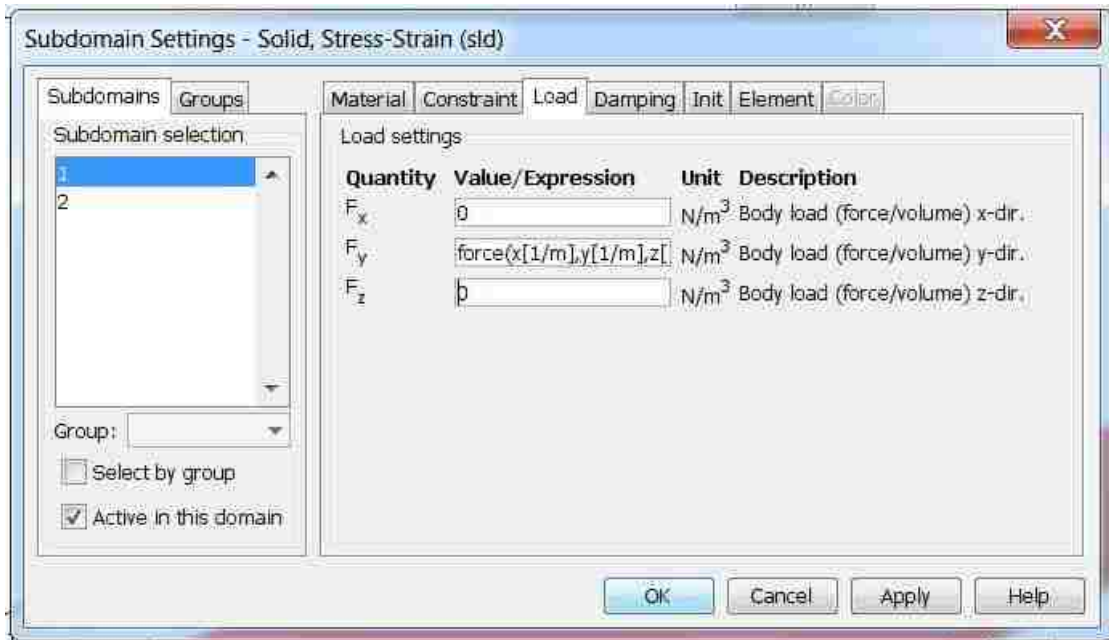 Subdomain Settings - Solid, Stress-Strain (sld)
Subdomains Groups
Material Constraint Load Damping Init Element Color
Subdomain selection
Load settings
1
2
Quantity Value/Expression Unit Description
Fx 0 N/m3 Body load (force/volume) x-dir.
Fy force(x[1/m],y[1/m],z[ N/m3 Body load (force/volume) y-dir.
Fz 0 N/m3 Body load (force/volume) z-dir.
Group:
Select by group
Active in this domain
OK Cancel Apply Help